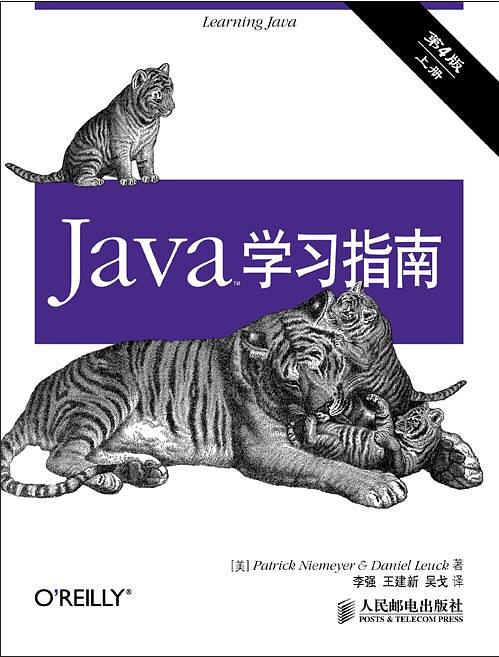 Learning Java
第4版
上册
Java™学习指南
[美] Patrick Niemeyer & Daniel Leuck 著
李强 王建新 吴戈 译
O'REILLY®
人民邮电出版社
POSTS & TELECOM PRESS